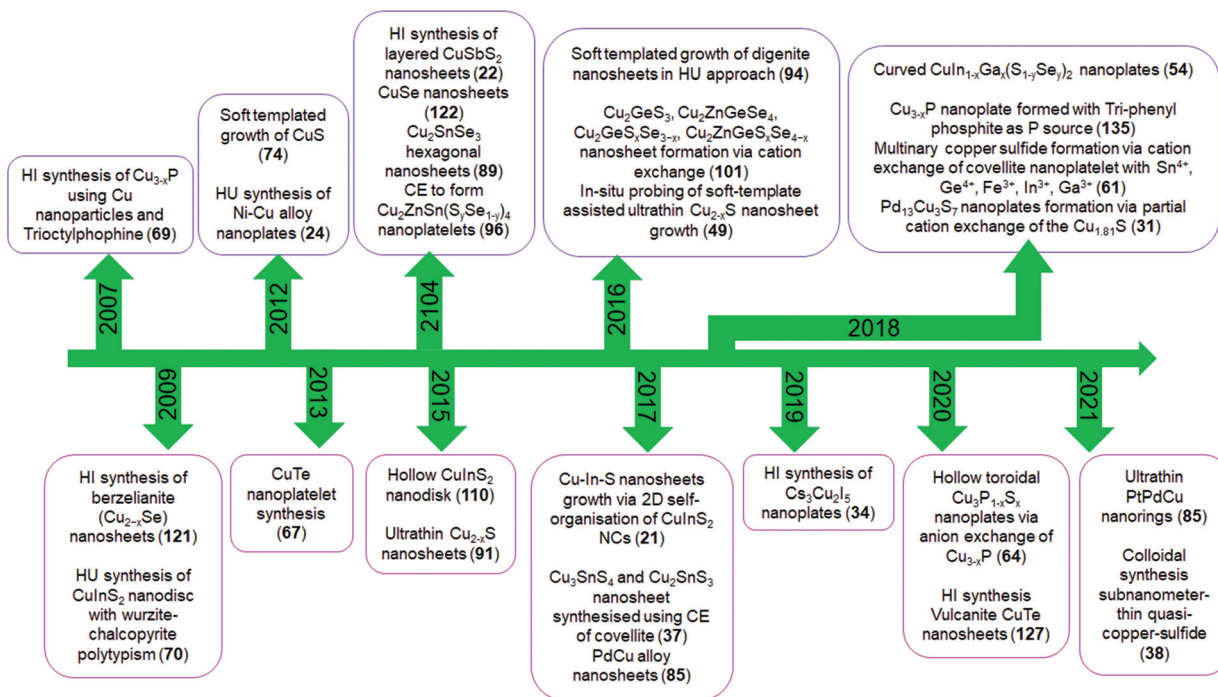 HI synthesis of Cu₃₋ₓP
using Cu
nanoparticles and
Trioctylphophine (69)
Soft templated
growth of CuS
(74)
HU synthesis of
Ni-Cu alloy
nanoplates (24)
HI synthesis of
layered CuSbS₂
nanosheets (22)
CuSe nanosheets
(122)
Cu₂SnSe₃
hexagonal
nanosheets (89)
CE to form
Cu₂ZnSn(SᵧSe₁₋ᵧ)₄
nanoplatelets (96)
Soft templated growth of digenite
nanosheets in HU approach (94)
Cu₂GeS₃, Cu₂ZnGeSe₄,
Cu₂GeSₓSe₃₋ₓ, Cu₂ZnGeSₓSe₄₋ₓ
nanosheet formation via cation
exchange (101)
In-situ probing of soft-template
assisted ultrathin Cu₂₋ₓS nanosheet
growth (49)
Curved CuIn₁₋ₓGaₓ(S₁₋ᵧSeᵧ)₂ nanoplates (54)
Cu₃₋ₓP nanoplate formed with Tri-phenyl
phosphite as P source (135)
Multinary copper sulfide formation via cation
exchange of covellite nanoplatelet with Sn⁴⁺,
Ge⁴⁺, Fe³⁺, In³⁺, Ga³⁺ (61)
Pd₁₃Cu₃S₇ nanoplates formation via partial
cation exchange of the Cu₁.₈₁S (31)
2007
2012
2104
2016
2018
2009
2013
2015
2017
2019
2020
2021
HI synthesis of
berzelianite
(Cu₂₋ₓSe)
nanosheets (121)
HU synthesis of
CuInS₂ nanodisc
with wurzite-
chalcopyrite
polytypism (70)
CuTe
nanoplatelet
synthesis
(67)
Hollow CuInS₂
nanodisk (110)
Ultrathin Cu₂₋ₓS
nanosheets (91)
Cu-In-S nanosheets
growth via 2D self-
organisation of CuInS₂
NCs (21)
Cu₃SnS₄ and Cu₂SnS₃
nanosheet
synthesised using CE
of covellite (37)
PdCu alloy
nanosheets (85)
HI synthesis of
Cs₃Cu₂I₅
nanoplates (34)
Hollow toroidal
Cu₃P₁₋ₓSₓ
nanoplates via
anion exchange of
Cu₃₋ₓP (64)
HI synthesis
Vulcanite CuTe
nanosheets (127)
Ultrathin
PtPdCu
nanorings (85)
Colloidal
synthesis
subnanometer-
thin quasi-
copper-sulfide
(38)